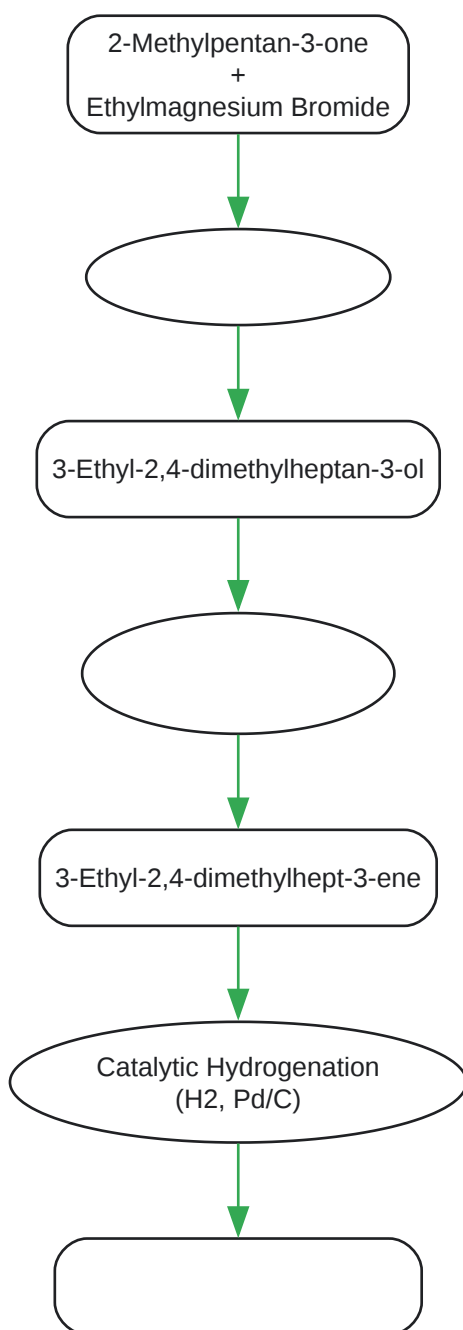 2-Methylpentan-3-one
+
Ethylmagnesium Bromide
3-Ethyl-2,4-dimethylheptan-3-ol
3-Ethyl-2,4-dimethylhept-3-ene
Catalytic Hydrogenation
(H2, Pd/C)